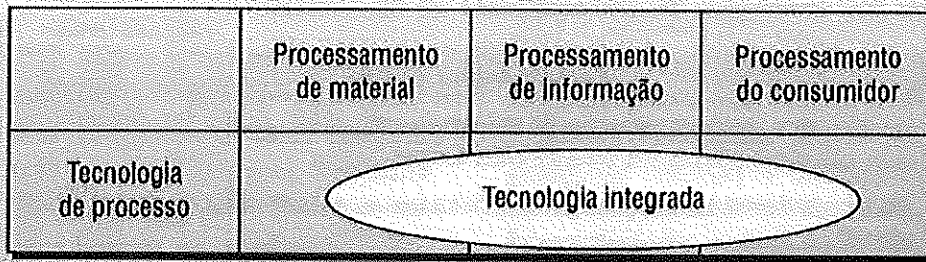 Processamento
de material
Processamento
de Informação
Processamento
do consumidor
Tecnologia
de processo
Tecnologia integrada